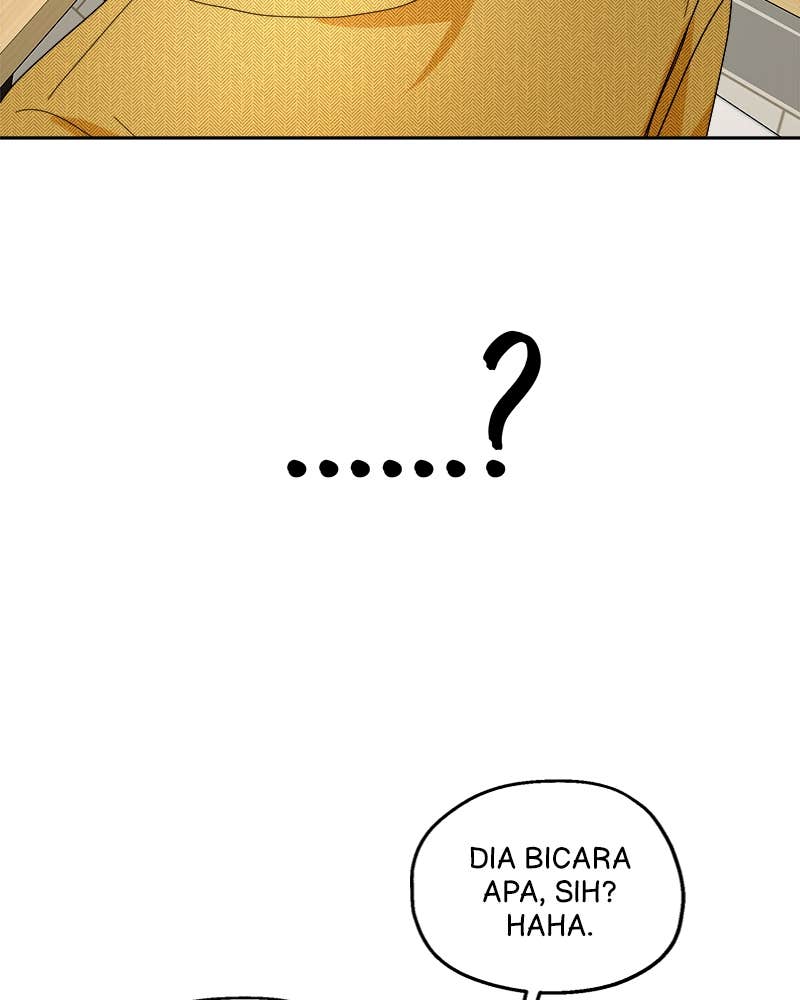 .......?
DIA BICARA
APA, SIH?
HAHA.